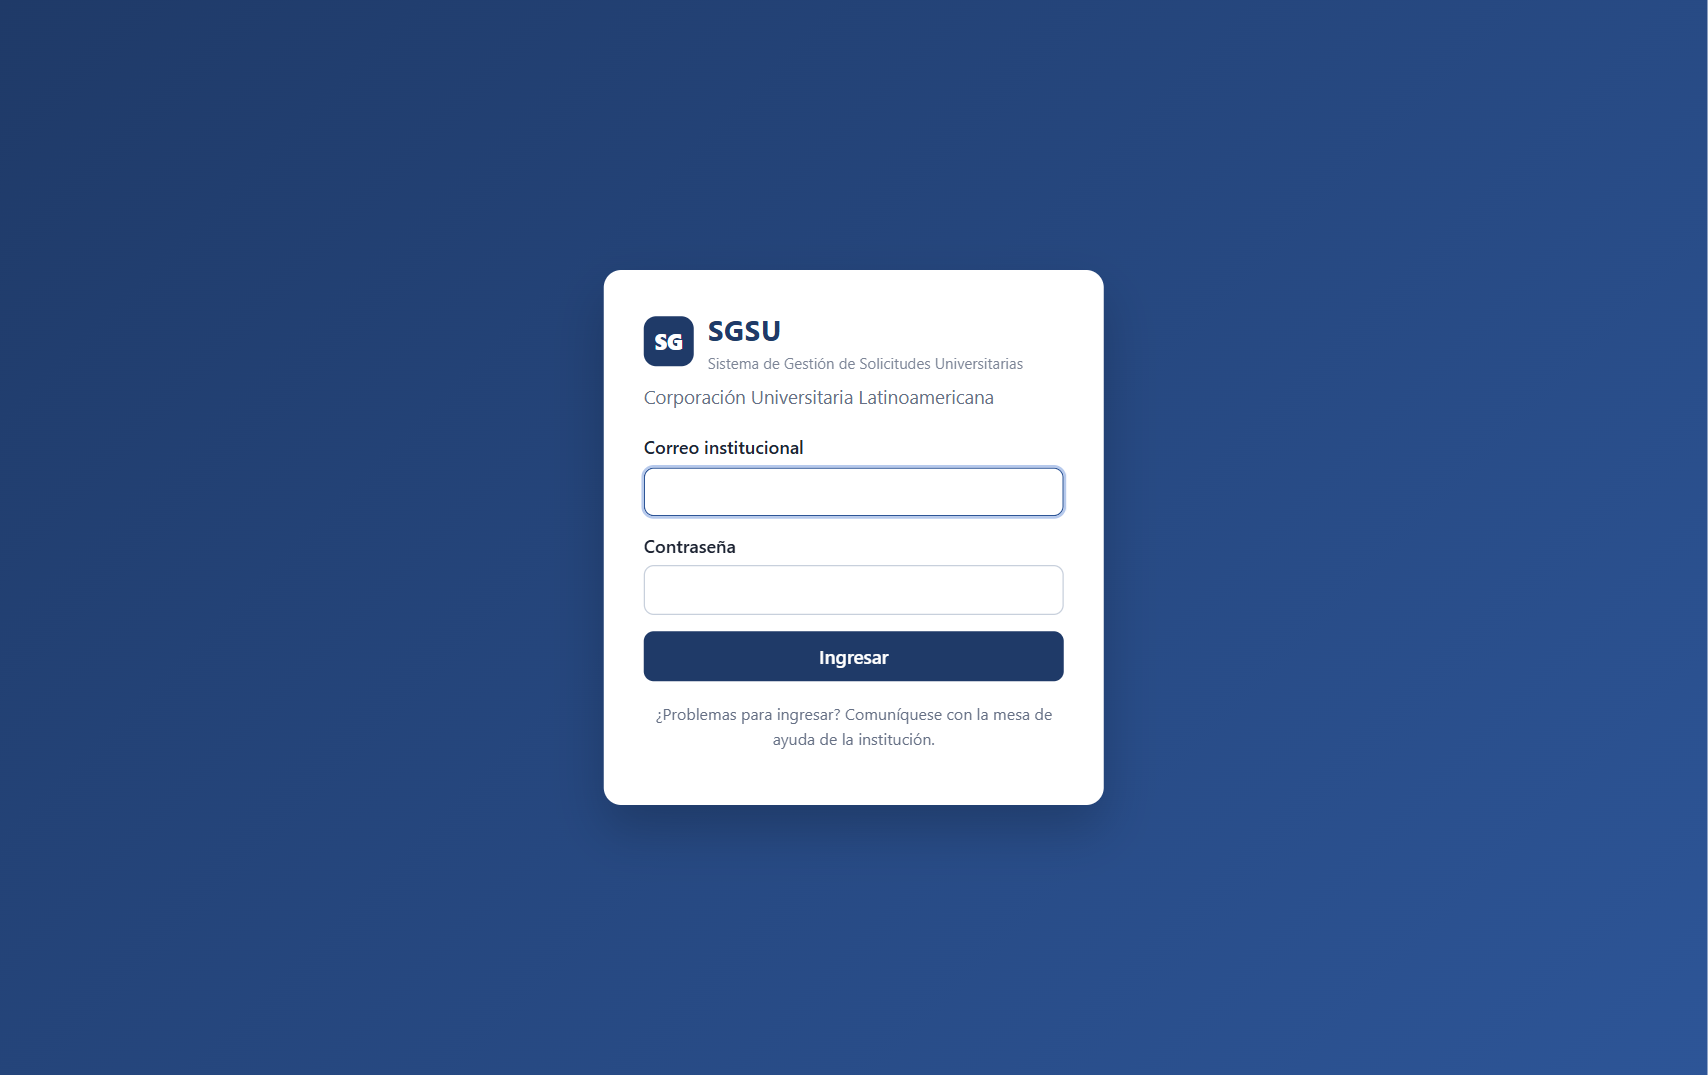 SG
SGSU
Sistema de Gestión de Solicitudes Universitarias
Corporación Universitaria Latinoamericana
Correo institucional
Contraseña
Ingresar
¿Problemas para ingresar? Comuníquese con la mesa de
ayuda de la institución.